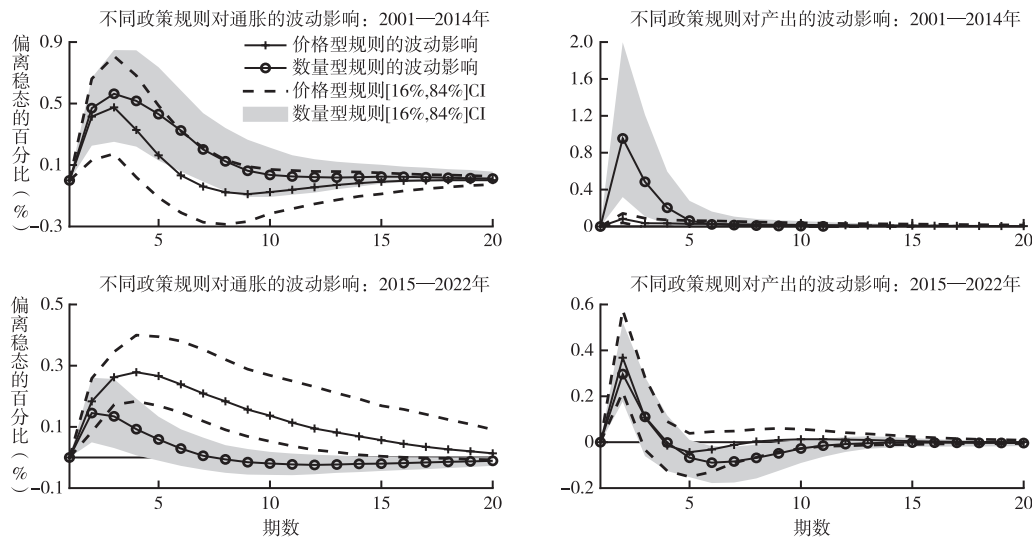 不同政策规则对通胀的波动影响：2001—2014年
偏离稳态的百分比（%）
0.9
0.5
0.1
−0.3
价格型规则的波动影响
数量型规则的波动影响
价格型规则[16%,84%]CI
数量型规则[16%,84%]CI
5
10
15
20
不同政策规则对产出的波动影响：2001—2014年
2.0
1.6
1.2
0.8
0.4
0
5
10
15
20
不同政策规则对通胀的波动影响：2015—2022年
偏离稳态的百分比（%）
0.5
0.3
0.1
−0.1
5
10
15
20
期数
不同政策规则对产出的波动影响：2015—2022年
0.6
0.4
0.2
0
−0.2
5
10
15
20
期数